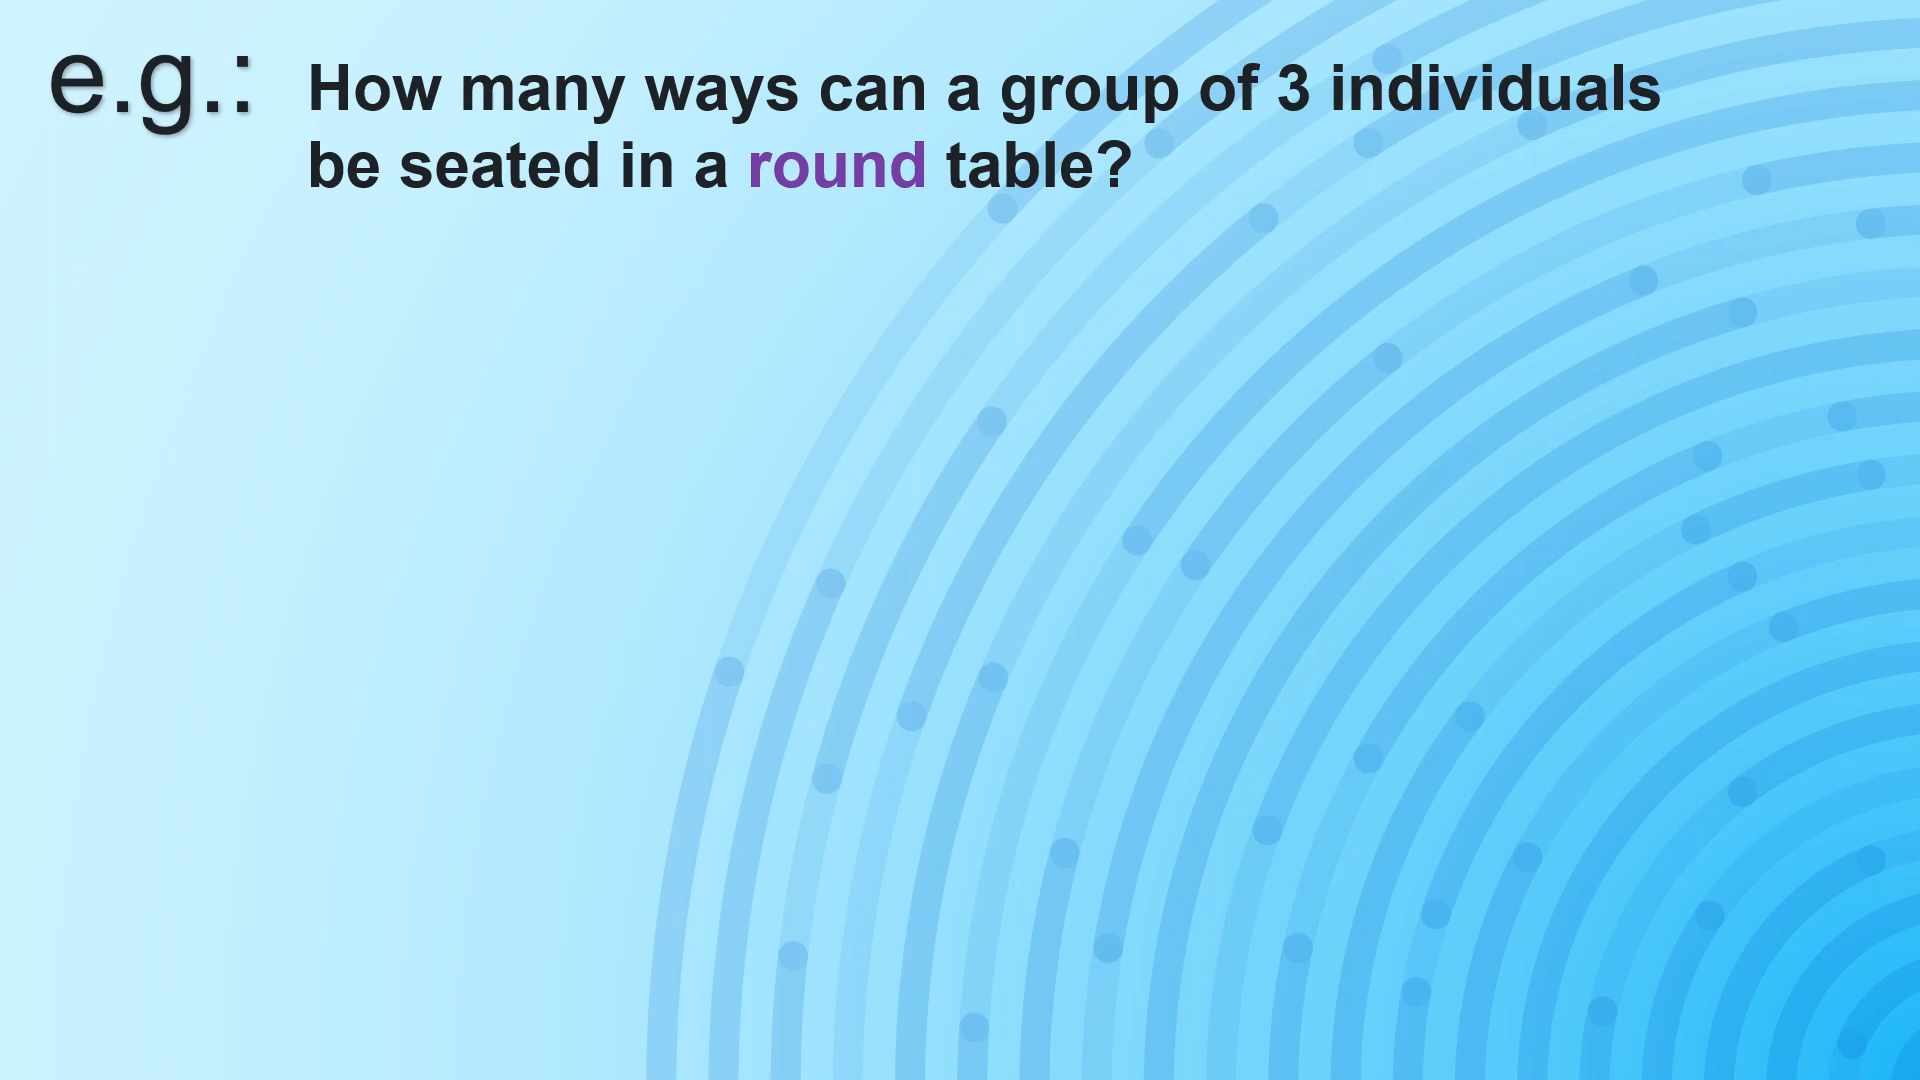 e.g.: How many ways can a group of 3 individuals
be seated in a round table?